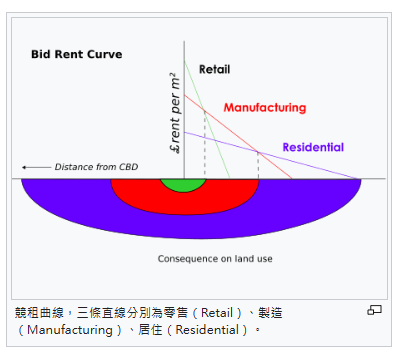 Bid Rent Curve
£rent per m²
Retail
Manufacturing
Residential
Distance from CBD
Consequence on land use
競租曲線，三條直線分別為零售（Retail）、製造
（Manufacturing）、居住（Residential）。